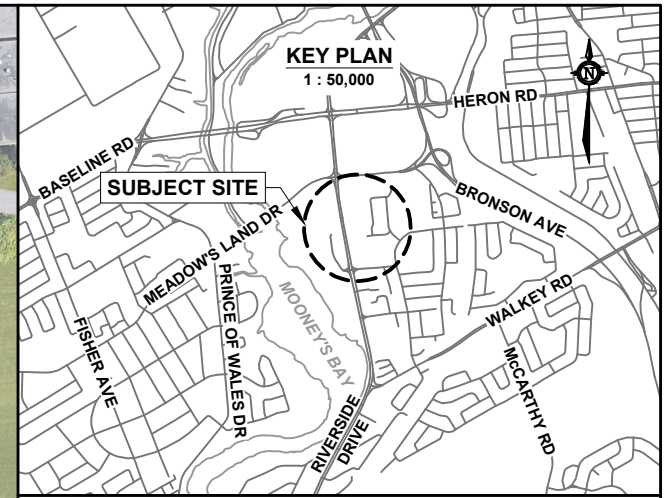 KEY PLAN
1 : 50,000
N
HERON RD
BASELINE RD
SUBJECT SITE
BRONSON AVE
MEADOW'S LAND DR
PRINCE OF WALES DR
MOONEY'S BAY
WALKEY RD
FISHER AVE
McCARTHY RD
RIVERSIDE
DRIVE